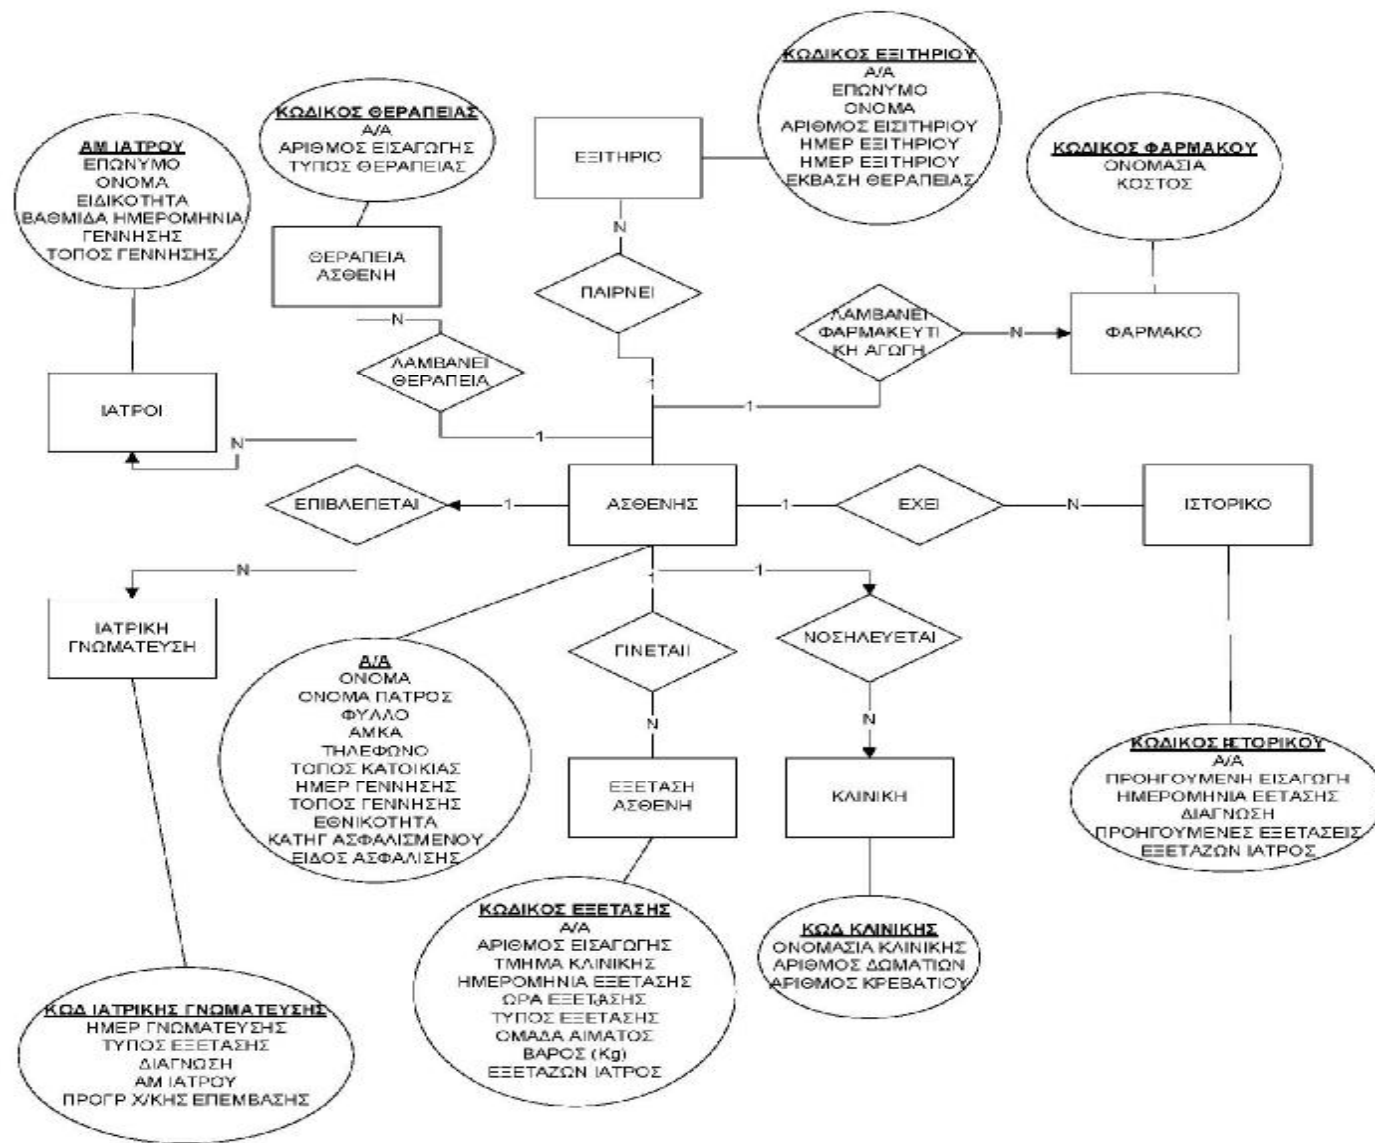 ΚΩΔΙΚΟΣ ΕΞΙΤΗΡΙΟΥ
Α/Α
ΕΠΩΝΥΜΟ
ΟΝΟΜΑ
ΑΡΙΘΜΟΣ ΕΙΣΙΤΗΡΙΟΥ
ΗΜΕΡ ΕΞΙΤΗΡΙΟΥ
ΗΜΕΡ ΕΞΙΤΗΡΙΟΥ
ΕΚΒΑΣΗ ΘΕΡΑΠΕΙΑΣ
ΚΩΔΙΚΟΣ ΘΕΡΑΠΕΙΑΣ
Α/Α
ΑΡΙΘΜΟΣ ΕΙΣΑΓΩΓΗΣ
ΤΥΠΟΣ ΘΕΡΑΠΕΙΑΣ
ΑΜ ΙΑΤΡΟΥ
ΕΠΩΝΥΜΟ
ΟΝΟΜΑ
ΕΙΔΙΚΟΤΗΤΑ
ΒΑΘΜΙΔΑ ΗΜΕΡΟΜΗΝΙΑ
ΓΕΝΝΗΣΗΣ
ΤΟΠΟΣ ΓΕΝΝΗΣΗΣ
ΕΞΙΤΗΡΙΟ
ΚΩΔΙΚΟΣ ΦΑΡΜΑΚΟΥ
ΟΝΟΜΑΣΙΑ
ΚΟΣΤΟΣ
ΘΕΡΑΠΕΙΑ
ΑΣΘΕΝΗ
N
ΠΑΙΡΝΕΙ
N
ΛΑΜΒΑΝΕΙ
ΦΑΡΜΑΚΕΥΤΙ
ΚΗ ΑΓΩΓΗ
N
ΦΑΡΜΑΚΟ
ΛΑΜΒΑΝΕΙ
ΘΕΡΑΠΕΙΑ
1
1
1
ΙΑΤΡΟΙ
N
ΕΠΙΒΛΕΠΕΤΑΙ
1
ΑΣΘΕΝΗΣ
1
ΕΧΕΙ
N
ΙΣΤΟΡΙΚΟ
N
1
1
ΙΑΤΡΙΚΗ
ΓΝΩΜΑΤΕΥΣΗ
ΓΙΝΕΤΑΙΙ
ΝΟΣΗΛΕΥΕΤΑΙ
Α/Α
ΟΝΟΜΑ
ΟΝΟΜΑ ΠΑΤΡΟΣ
ΦΥΛΛΟ
ΑΜΚΑ
ΤΗΛΕΦΩΝΟ
ΤΟΠΟΣ ΚΑΤΟΙΚΙΑΣ
ΗΜΕΡ ΓΕΝΝΗΣΗΣ
ΤΟΠΟΣ ΓΕΝΝΗΣΗΣ
ΕΘΝΙΚΟΤΗΤΑ
ΚΑΤΗΓ ΑΣΦΑΛΙΣΜΕΝΟΥ
ΕΙΔΟΣ ΑΣΦΑΛΙΣΗΣ
N
N
ΕΞΕΤΑΣΗ
ΑΣΘΕΝΗ
ΚΛΙΝΙΚΗ
ΚΩΔΙΚΟΣ ΙΣΤΟΡΙΚΟΥ
Α/Α
ΠΡΟΗΓΟΥΜΕΝΗ ΕΙΣΑΓΩΓΗ
ΗΜΕΡΟΜΗΝΙΑ ΕΕΤΑΣΗΣ
ΔΙΑΓΝΩΣΗ
ΠΡΟΗΓΟΥΜΕΝΕΣ ΕΞΕΤΑΣΕΙΣ
ΕΞΕΤΑΖΩΝ ΙΑΤΡΟΣ
ΚΩΔΙΚΟΣ ΕΞΕΤΑΣΗΣ
Α/Α
ΑΡΙΘΜΟΣ ΕΙΣΑΓΩΓΗΣ
ΤΜΗΜΑ ΚΛΙΝΙΚΗΣ
ΗΜΕΡΟΜΗΝΙΑ ΕΞΕΤΑΣΗΣ
ΩΡΑ ΕΞΕΤΑΣΗΣ
ΤΥΠΟΣ ΕΞΕΤΑΣΗΣ
ΟΜΑΔΑ ΑΙΜΑΤΟΣ
ΒΑΡΟΣ (Kg)
ΕΞΕΤΑΖΩΝ ΙΑΤΡΟΣ
ΚΩΔ ΚΛΙΝΙΚΗΣ
ΟΝΟΜΑΣΙΑ ΚΛΙΝΙΚΗΣ
ΑΡΙΘΜΟΣ ΔΩΜΑΤΙΩΝ
ΑΡΙΘΜΟΣ ΚΡΕΒΑΤΙΟΥ
ΚΩΔ ΙΑΤΡΙΚΗΣ ΓΝΩΜΑΤΕΥΣΗΣ
ΗΜΕΡ ΓΝΩΜΑΤΕΥΣΗΣ
ΤΥΠΟΣ ΕΞΕΤΑΣΗΣ
ΔΙΑΓΝΩΣΗ
ΑΜ ΙΑΤΡΟΥ
ΠΡΟΓΡ Χ/ΚΗΣ ΕΠΕΜΒΑΣΗΣ